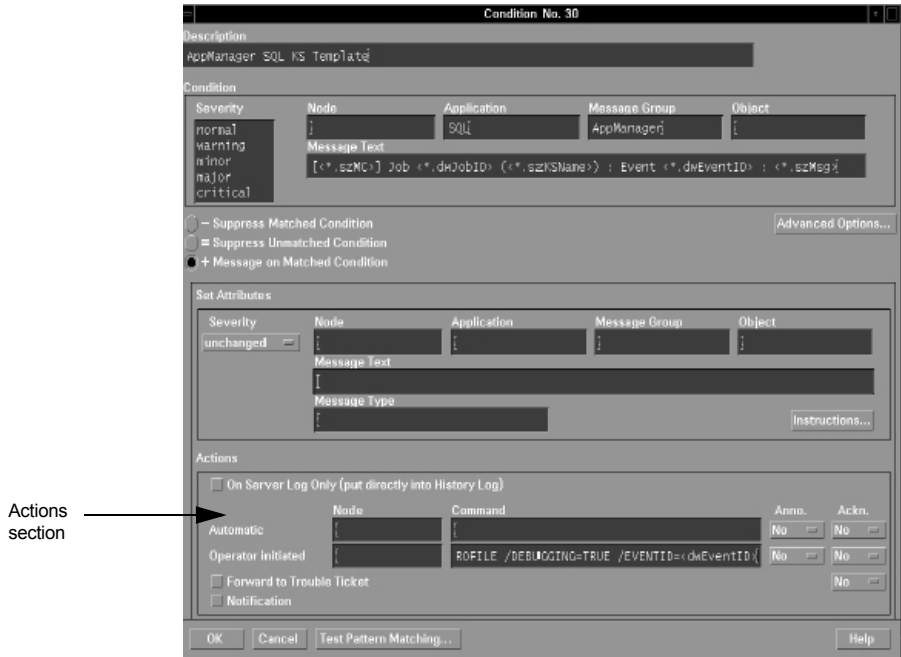 Condition No. 30
Description
AppManager SQL KS Template
Condition
Severity Node Application Message Group Object
normal
warning
minor
major
critical
SQL AppManager
Message Text
[<*.szMC>] Job <*.dwJobID> (<*.szKSName>) : Event <*.dwEventID> : <*.szMsg>
- Suppress Matched Condition
= Suppress Unmatched Condition
+ Message on Matched Condition
Advanced Options...
Set Attributes
Severity Node Application Message Group Object
unchanged
Message Text
Message Type
Instructions...
Actions
On Server Log Only (put directly into History Log)
Node Command Anno. Ackn.
Actions section
Automatic No No
Operator initiated ROFILE /DEBUGGING=TRUE /EVENTID=<dwEventID> No No
Forward to Trouble Ticket No
Notification
OK Cancel Test Pattern Matching... Help